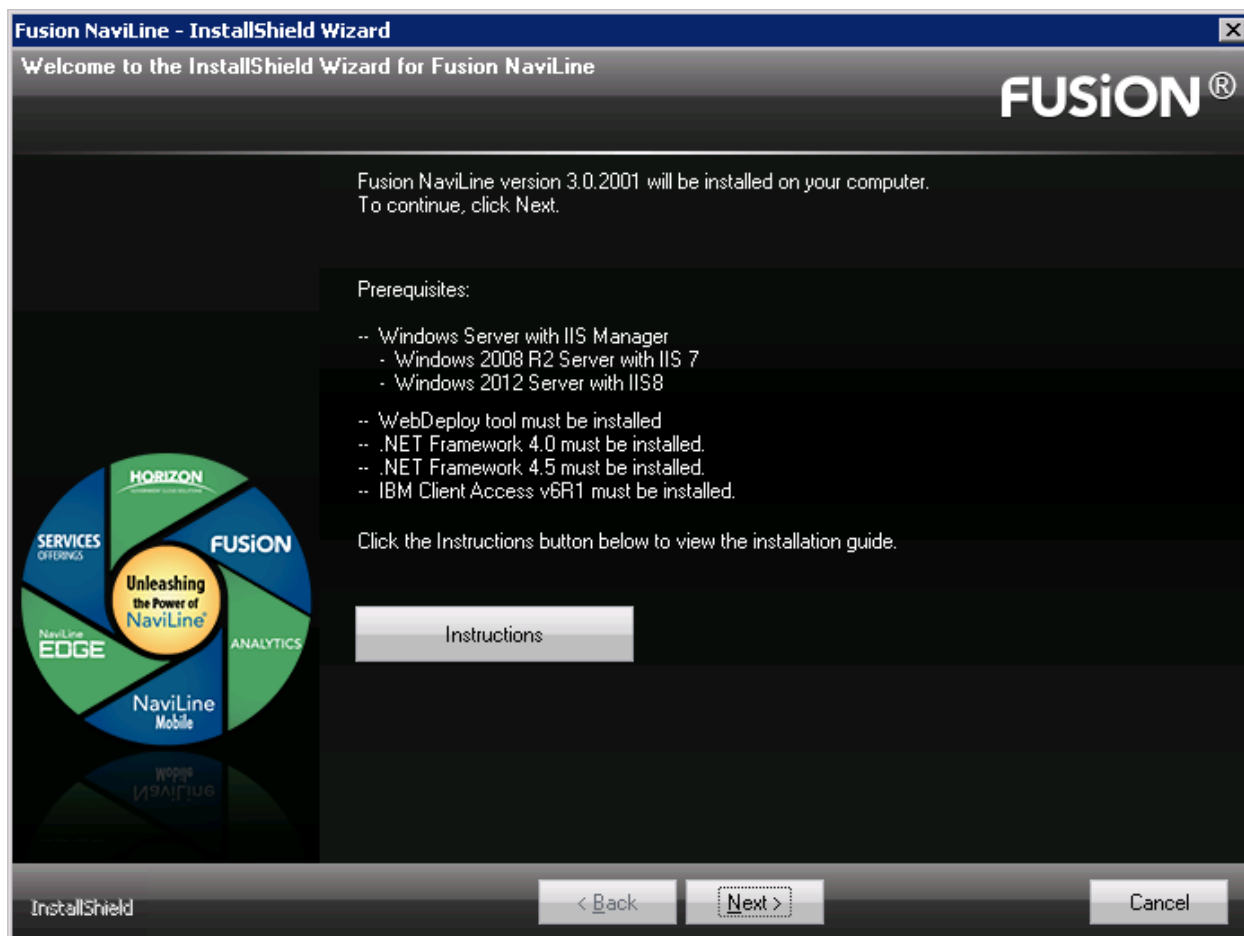 Fusion NaviLine - InstallShield Wizard
Welcome to the InstallShield Wizard for Fusion NaviLine
FUSiON®
Fusion NaviLine version 3.0.2001 will be installed on your computer.
To continue, click Next.
Prerequisites:
-- Windows Server with IIS Manager
- Windows 2008 R2 Server with IIS 7
- Windows 2012 Server with IIS8
-- WebDeploy tool must be installed
-- .NET Framework 4.0 must be installed.
-- .NET Framework 4.5 must be installed.
-- IBM Client Access v6R1 must be installed.
Click the Instructions button below to view the installation guide.
Instructions
HORIZON
SERVICES
OFFERINGS
FUSiON
Unleashing
the Power of
NaviLine®
NaviLine
EDGE
ANALYTICS
NaviLine
Mobile
InstallShield
< Back
Next >
Cancel